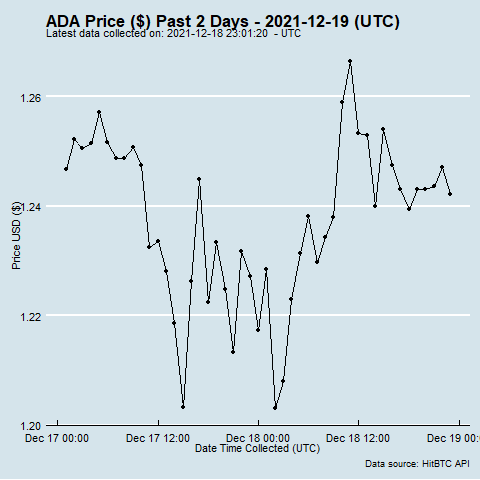 ADA Price ($) Past 2 Days - 2021-12-19 (UTC)
Latest data collected on: 2021-12-18 23:01:20  - UTC
Price USD ($)
1.26
1.24
1.22
1.20
Dec 17 00:00 Dec 17 12:00 Dec 18 00:00 Dec 18 12:00 Dec 19 00:
Date Time Collected (UTC)
Data source: HitBTC API